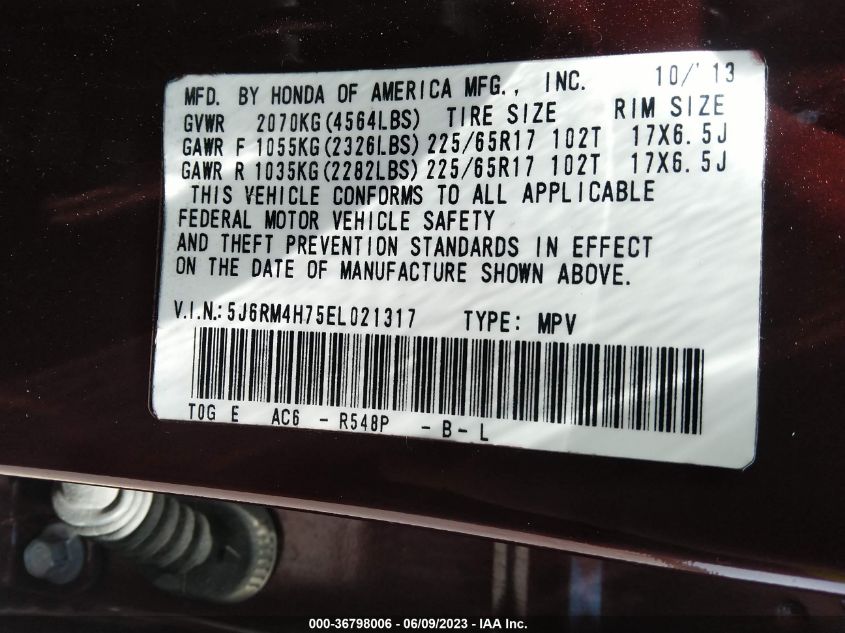 MFD. BY HONDA OF AMERICA MFG., INC. 10/'13
GVWR 2070KG(4564LBS) TIRE SIZE RIM SIZE
GAWR F 1055KG(2326LBS) 225/65R17 102T 17X6.5J
GAWR R 1035KG(2282LBS) 225/65R17 102T 17X6.5J
THIS VEHICLE CONFORMS TO ALL APPLICABLE
FEDERAL MOTOR VEHICLE SAFETY
AND THEFT PREVENTION STANDARDS IN EFFECT
ON THE DATE OF MANUFACTURE SHOWN ABOVE.
V.I.N.: 5J6RM4H75EL021317 TYPE: MPV
T0G E AC6 - R548P - B - L
000-36798006 - 06/09/2023 - IAA Inc.